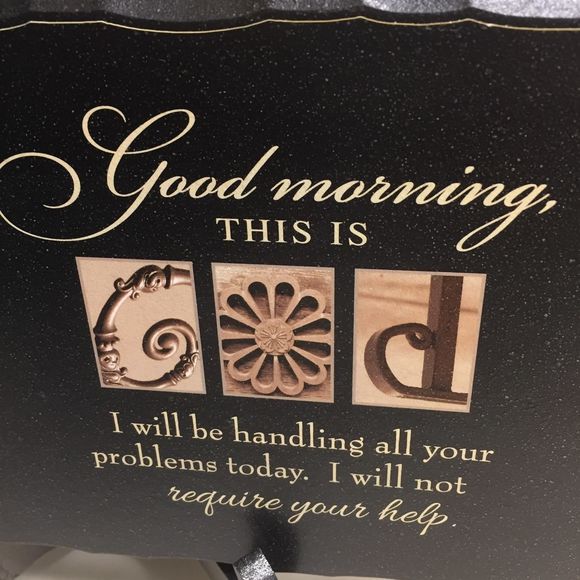 Good morning,
THIS IS
God
I will be handling all your
problems today. I will not
require your help.